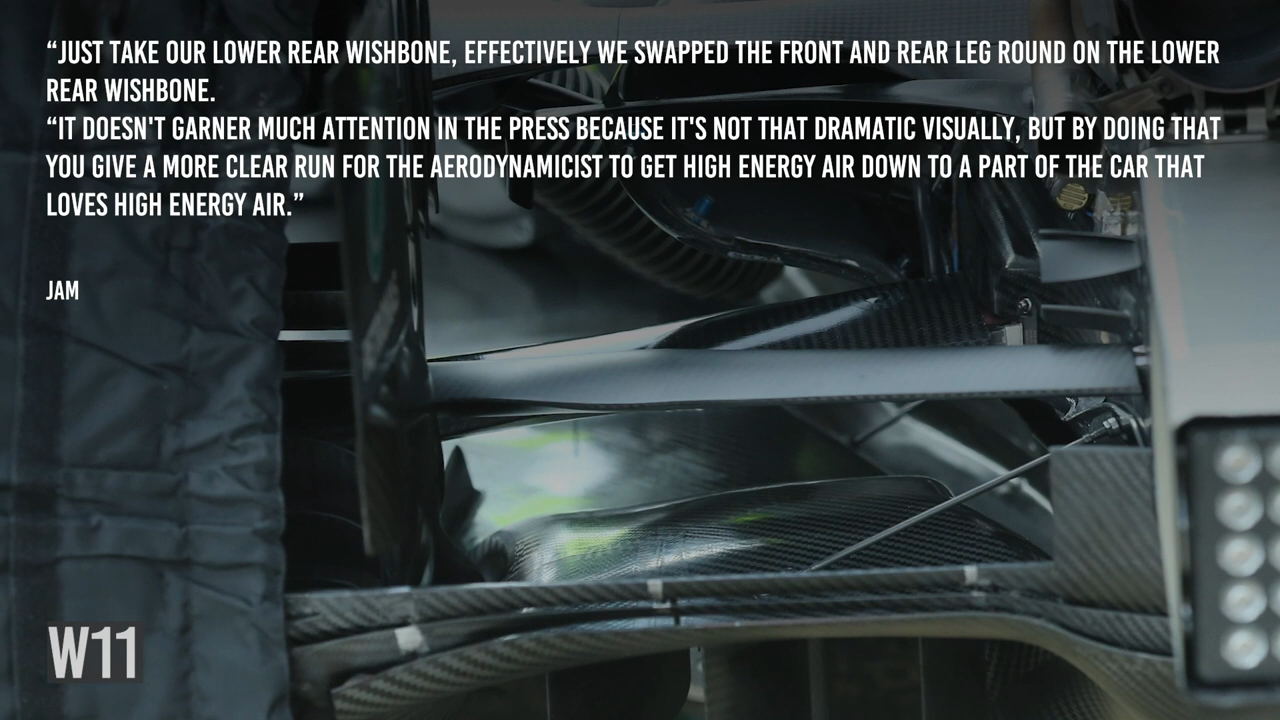 “JUST TAKE OUR LOWER REAR WISHBONE, EFFECTIVELY WE SWAPPED THE FRONT AND REAR LEG ROUND ON THE LOWER
REAR WISHBONE.
“IT DOESN'T GARNER MUCH ATTENTION IN THE PRESS BECAUSE IT'S NOT THAT DRAMATIC VISUALLY, BUT BY DOING THAT
YOU GIVE A MORE CLEAR RUN FOR THE AERODYNAMICIST TO GET HIGH ENERGY AIR DOWN TO A PART OF THE CAR THAT
LOVES HIGH ENERGY AIR.”
JAM
W11